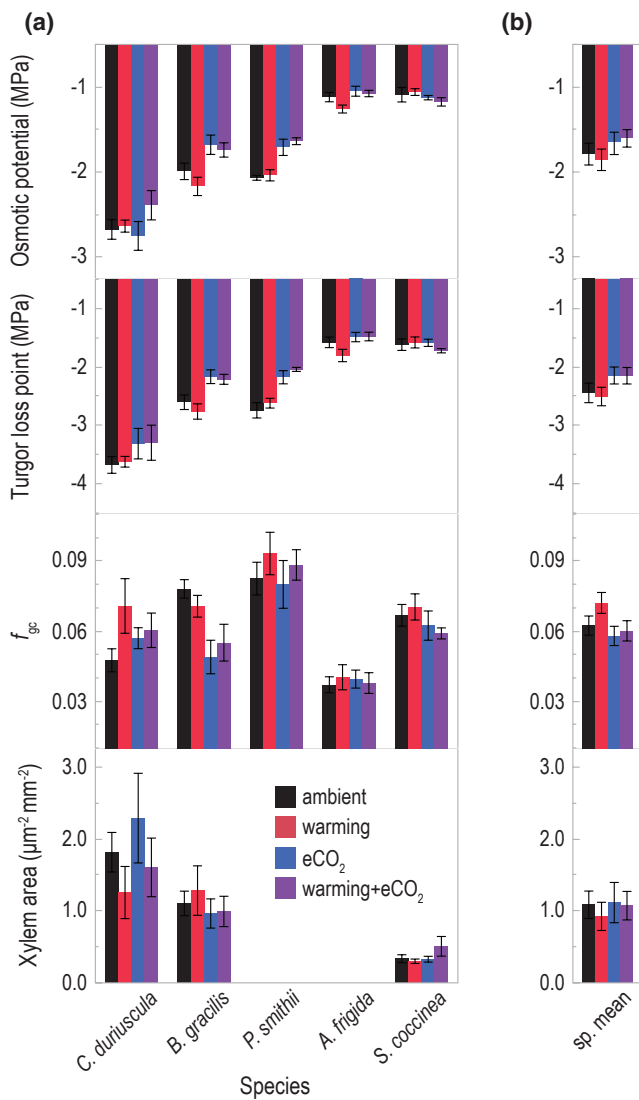 (a)
(b)
Osmotic potential (MPa)
-1
-2
-3
-1
-2
-3
Turgor loss point (MPa)
-1
-2
-3
-4
-1
-2
-3
-4
f_gc
0.09
0.06
0.03
0.09
0.06
0.03
Xylem area (µm⁻² mm⁻²)
3.0
2.0
1.0
0.0
3.0
2.0
1.0
0.0
ambient
warming
eCO₂
warming+eCO₂
C. duriuscula
B. gracilis
P. smithii
A. frigida
S. coccinea
sp. mean
Species